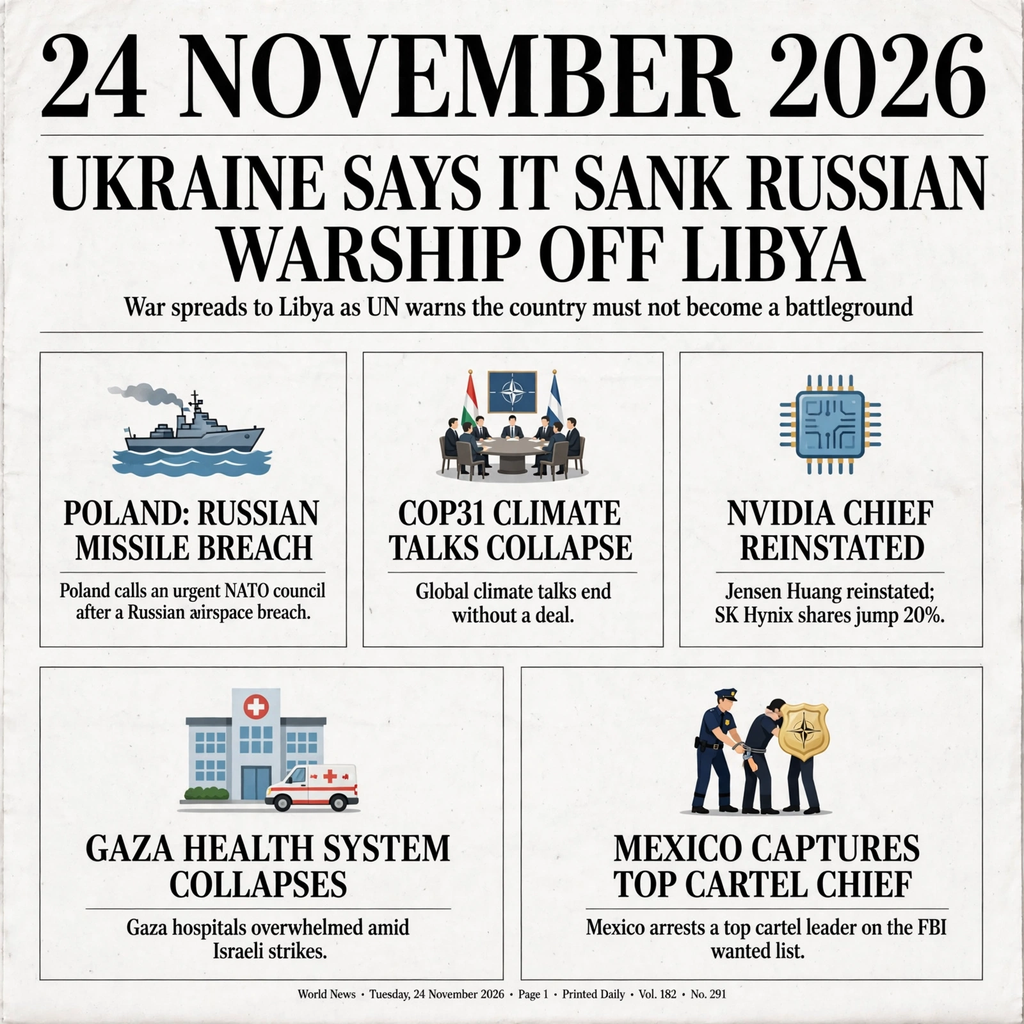 24 NOVEMBER 2026
UKRAINE SAYS IT SANK RUSSIAN
WARSHIP OFF LIBYA
War spreads to Libya as UN warns the country must not become a battleground
POLAND: RUSSIAN
MISSILE BREACH
Poland calls an urgent NATO council
after a Russian airspace breach.
COP31 CLIMATE
TALKS COLLAPSE
Global climate talks end
without a deal.
NVIDIA CHIEF
REINSTATED
Jensen Huang reinstated;
SK Hynix shares jump 20%.
GAZA HEALTH SYSTEM
COLLAPSES
Gaza hospitals overwhelmed amid
Israeli strikes.
MEXICO CAPTURES
TOP CARTEL CHIEF
Mexico arrests a top cartel leader on the FBI
wanted list.
World News • Tuesday, 24 November 2026 • Page 1 • Printed Daily • Vol. 182 • No. 291